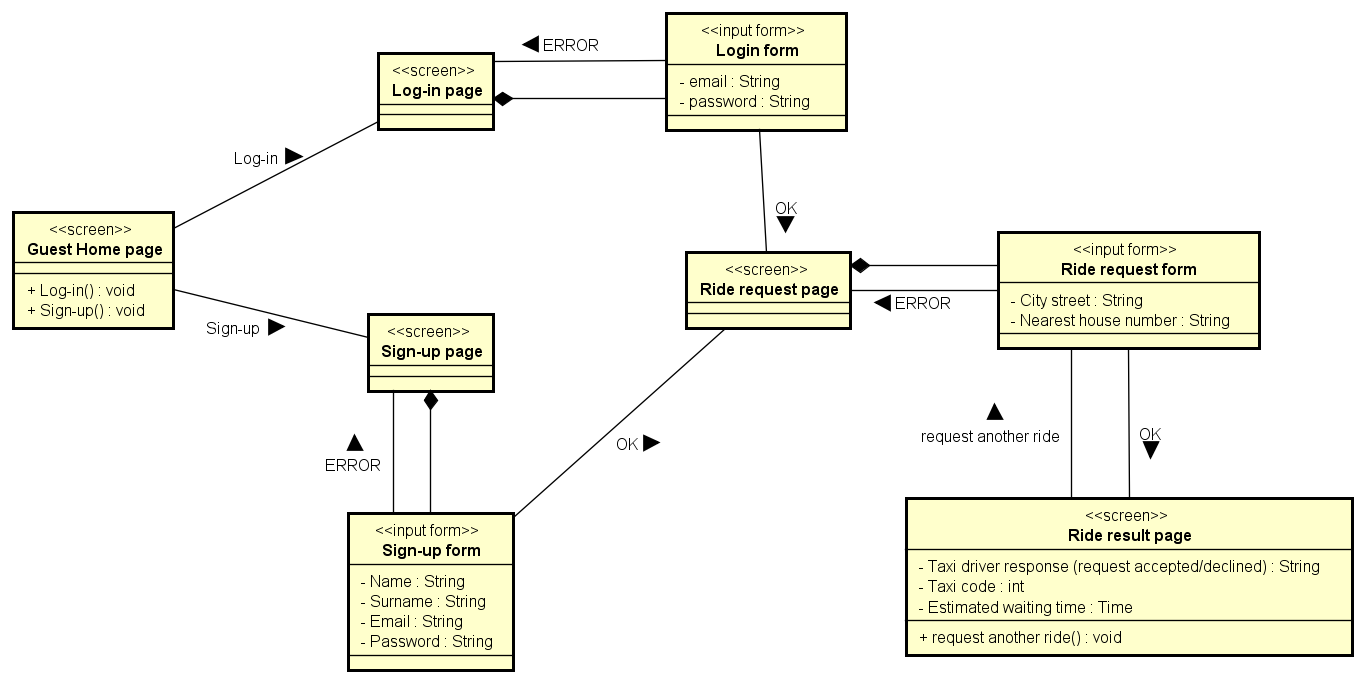 <<input form>>
Login form
- email : String
- password : String
ERROR
<<screen>>
Log-in page
Log-in
<<screen>>
Guest Home page
+ Log-in() : void
+ Sign-up() : void
Sign-up
<<screen>>
Sign-up page
ERROR
<<input form>>
Sign-up form
- Name : String
- Surname : String
- Email : String
- Password : String
OK
OK
<<screen>>
Ride request page
ERROR
<<input form>>
Ride request form
- City street : String
- Nearest house number : String
request another ride
OK
<<screen>>
Ride result page
- Taxi driver response (request accepted/declined) : String
- Taxi code : int
- Estimated waiting time : Time
+ request another ride() : void